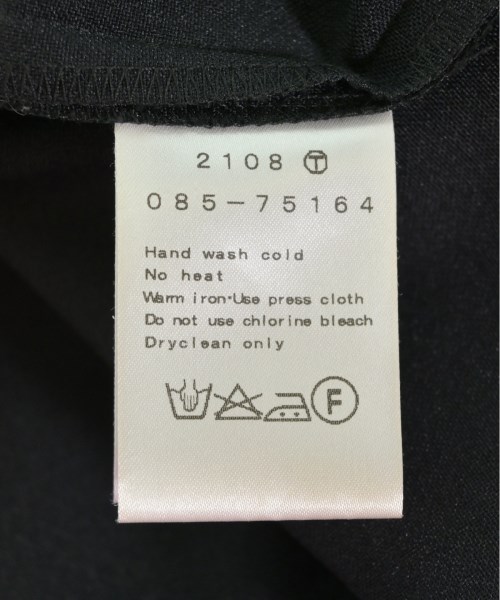 2108 Ⓣ
085-75164
Hand wash cold
No heat
Warm iron･Use press cloth
Do not use chlorine bleach
Dryclean only
F